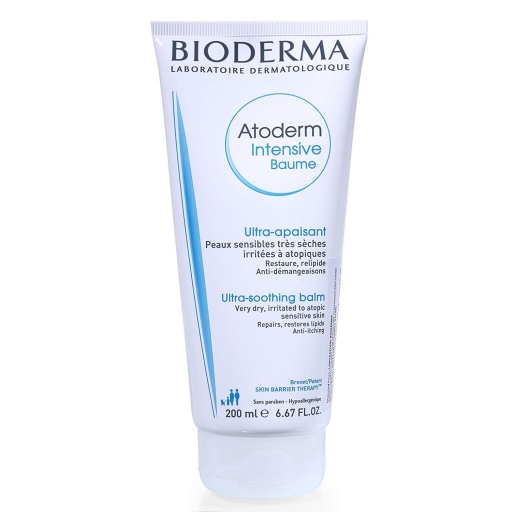 BIODERMA
LABORATOIRE DERMATOLOGIQUE
Atoderm
Intensive
Baume
Ultra-apaisant
Peaux sensibles très sèches
irritées à atopiques
Restaure, relipide
Anti-démangeaisons
Ultra-soothing balm
Very dry, irritated to atopic
sensitive skin
Repairs, restores lipids
Anti-itching
Brevet/Patent
SKIN BARRIER THERAPY™
Sans paraben - Hypoallergénique
200 ml e 6.67 FL.OZ.